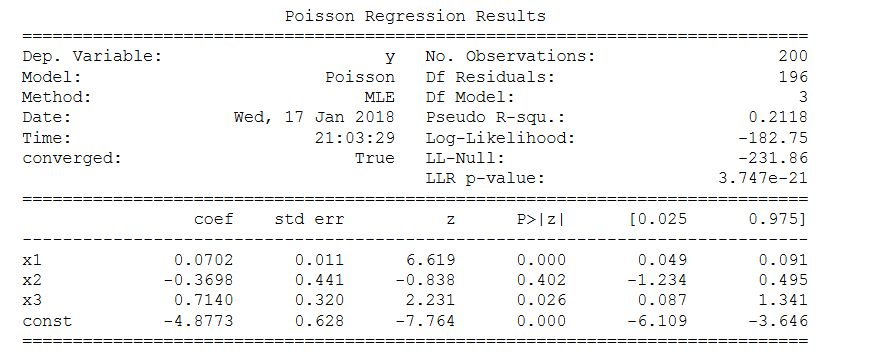 Poisson Regression Results
==============================================================================
Dep. Variable: y No. Observations: 200
Model: Poisson Df Residuals: 196
Method: MLE Df Model: 3
Date: Wed, 17 Jan 2018 Pseudo R-squ.: 0.2118
Time: 21:03:29 Log-Likelihood: -182.75
converged: True LL-Null: -231.86
LLR p-value: 3.747e-21
==============================================================================
coef std err z P>|z| [0.025 0.975]
------------------------------------------------------------------------------
x1 0.0702 0.011 6.619 0.000 0.049 0.091
x2 -0.3698 0.441 -0.838 0.402 -1.234 0.495
x3 0.7140 0.320 2.231 0.026 0.087 1.341
const -4.8773 0.628 -7.764 0.000 -6.109 -3.646
==============================================================================